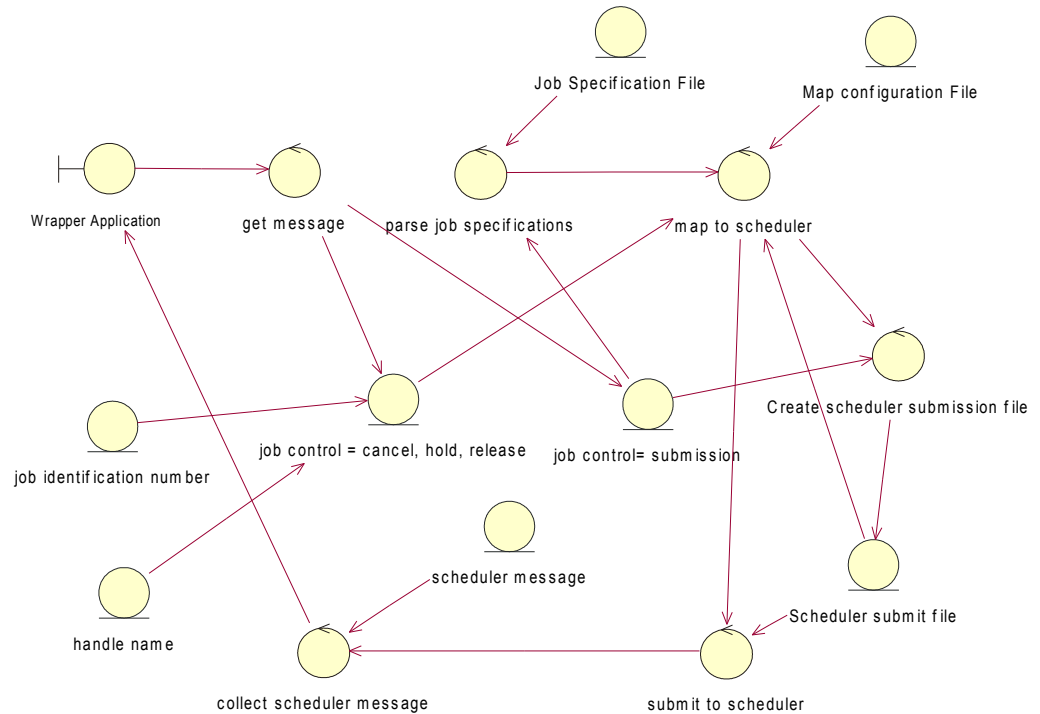 Job Specification File
Map configuration File
Wrapper Application
get message
parse job specifications
map to scheduler
Create scheduler submission file
job control = cancel, hold, release
job control= submission
job identification number
scheduler message
Scheduler submit file
handle name
collect scheduler message
submit to scheduler